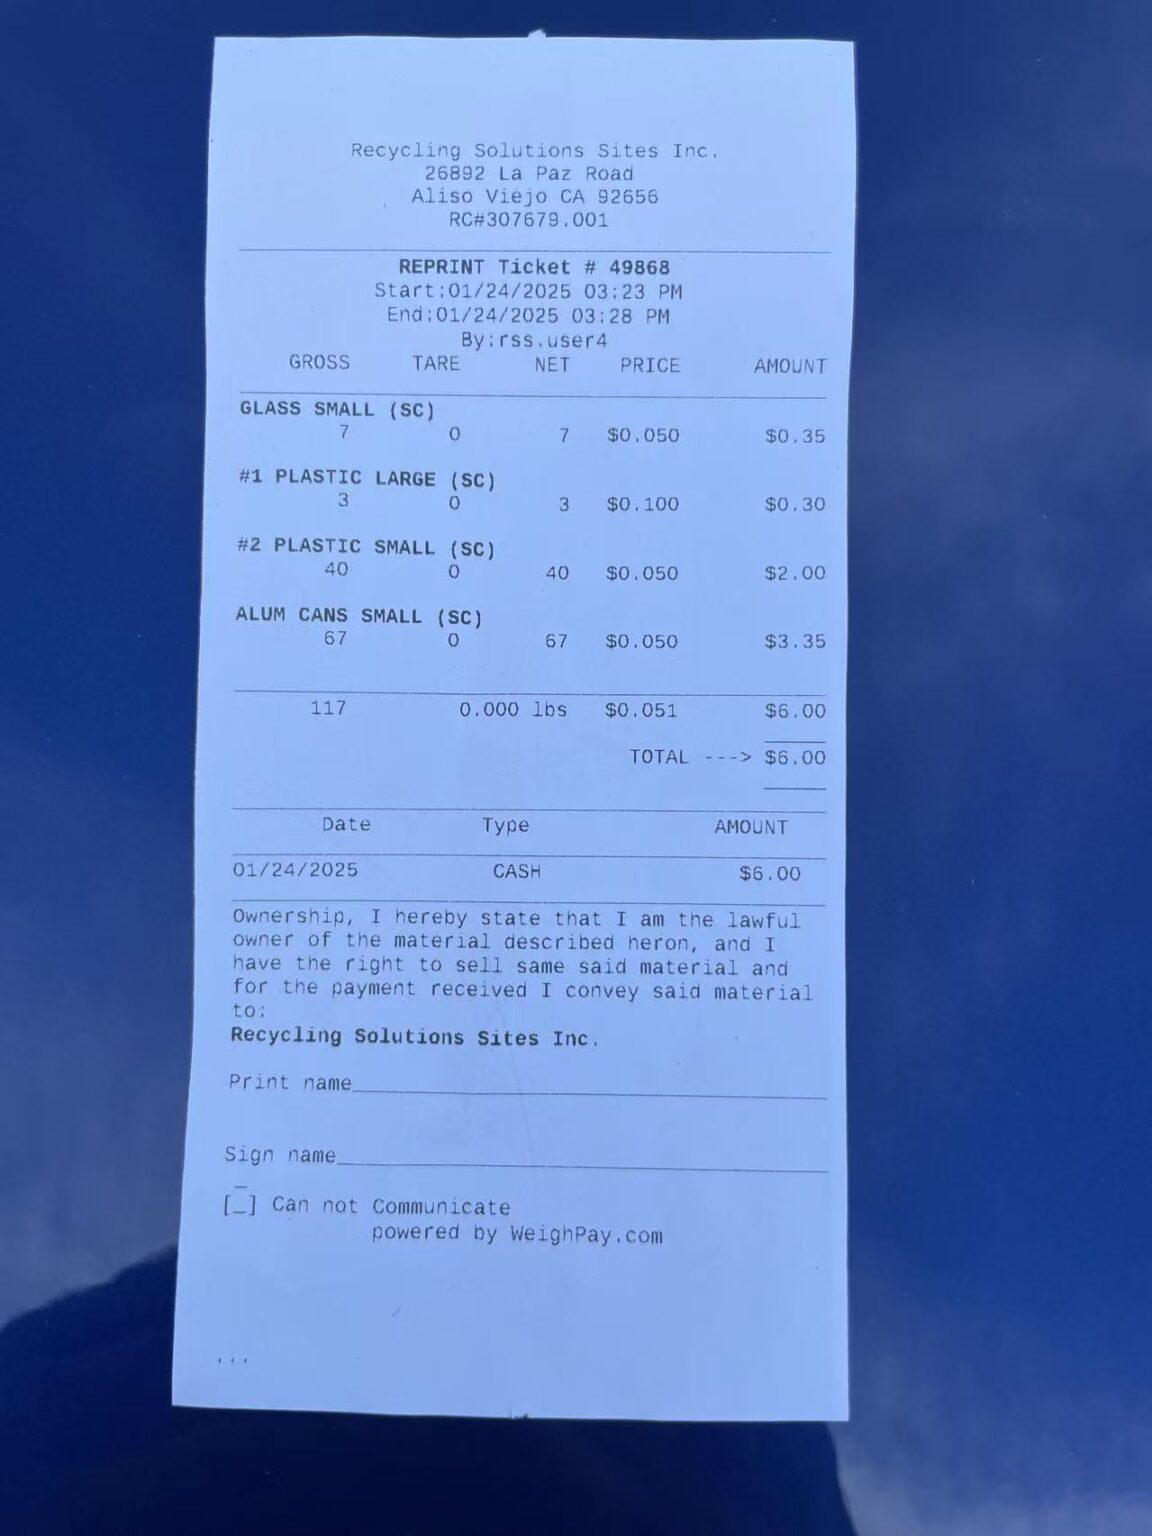 Recycling Solutions Sites Inc.
26892 La Paz Road
Aliso Viejo CA 92656
RC#307679.001
REPRINT Ticket # 49868
Start:01/24/2025 03:23 PM
End:01/24/2025 03:28 PM
By:rss.user4
GROSS TARE NET PRICE AMOUNT
GLASS SMALL (SC)
7 0 7 $0.050 $0.35
#1 PLASTIC LARGE (SC)
3 0 3 $0.100 $0.30
#2 PLASTIC SMALL (SC)
40 0 40 $0.050 $2.00
ALUM CANS SMALL (SC)
67 0 67 $0.050 $3.35
117 0.000 lbs $0.051 $6.00
TOTAL ---> $6.00
Date Type AMOUNT
01/24/2025 CASH $6.00
Ownership, I hereby state that I am the lawful
owner of the material described heron, and I
have the right to sell same said material and
for the payment received I convey said material
to:
Recycling Solutions Sites Inc.
Print name
Sign name
[_] Can not Communicate
powered by WeighPay.com